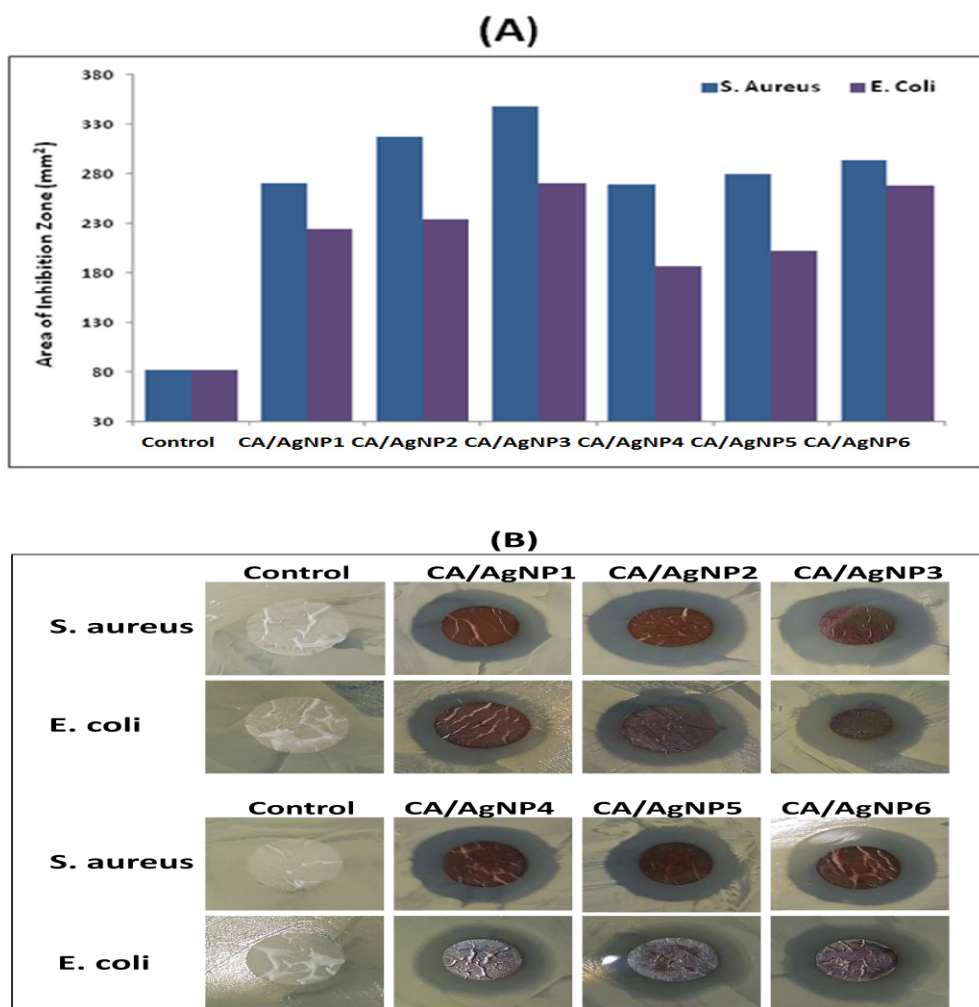 (A)
380
330
280
230
180
130
80
30
Area of Inhibition Zone (mm²)
S. Aureus E. Coli
Control CA/AgNP1 CA/AgNP2 CA/AgNP3 CA/AgNP4 CA/AgNP5 CA/AgNP6
(B)
Control CA/AgNP1 CA/AgNP2 CA/AgNP3
S. aureus
E. coli
Control CA/AgNP4 CA/AgNP5 CA/AgNP6
S. aureus
E. coli